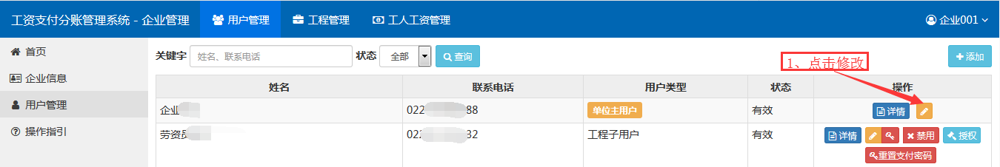 工资支付分账管理系统 - 企业管理 用户管理 工程管理 工人工资管理 企业001
首页
企业信息
用户管理
操作指引
关键字 姓名、联系电话 状态 全部 查询 添加
1、点击修改
姓名 联系电话 用户类型 状态 操作
企业 022 88 单位主用户 有效 详情
劳资员 022 32 工程子用户 有效 详情 禁用 授权
重置支付密码